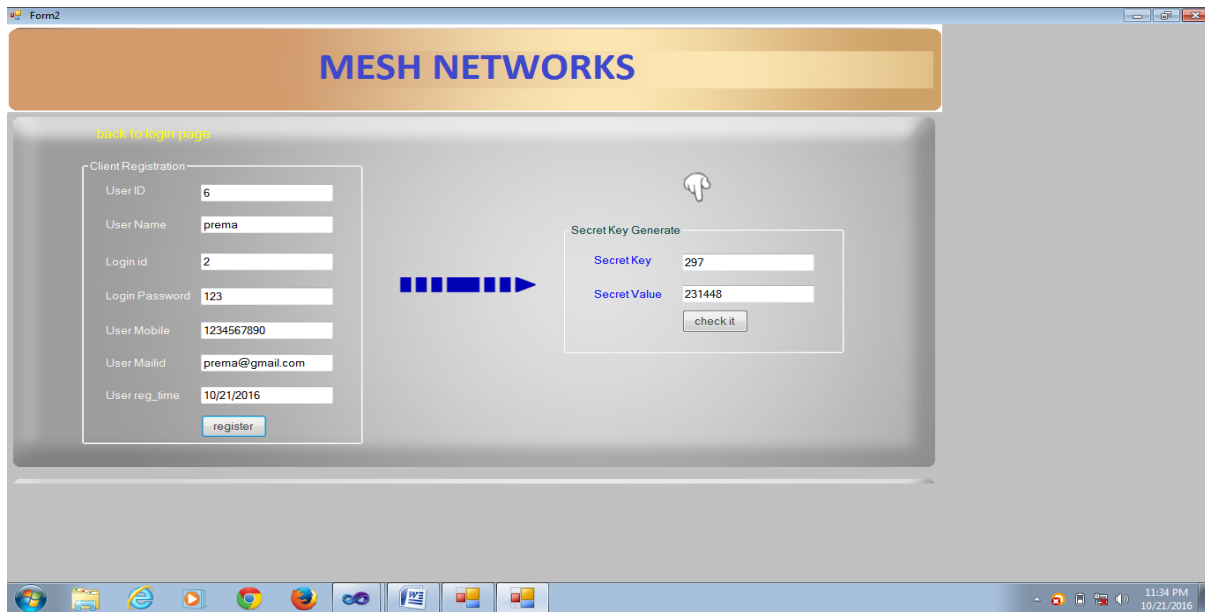 Form2
MESH NETWORKS
back to login page
Client Registration
User ID 6
User Name prema
Login id 2
Login Password 123
User Mobile 1234567890
User Mailid prema@gmail.com
User reg_time 10/21/2016
register
Secret Key Generate
Secret Key 297
Secret Value 231448
check it
11:34 PM
10/21/2016